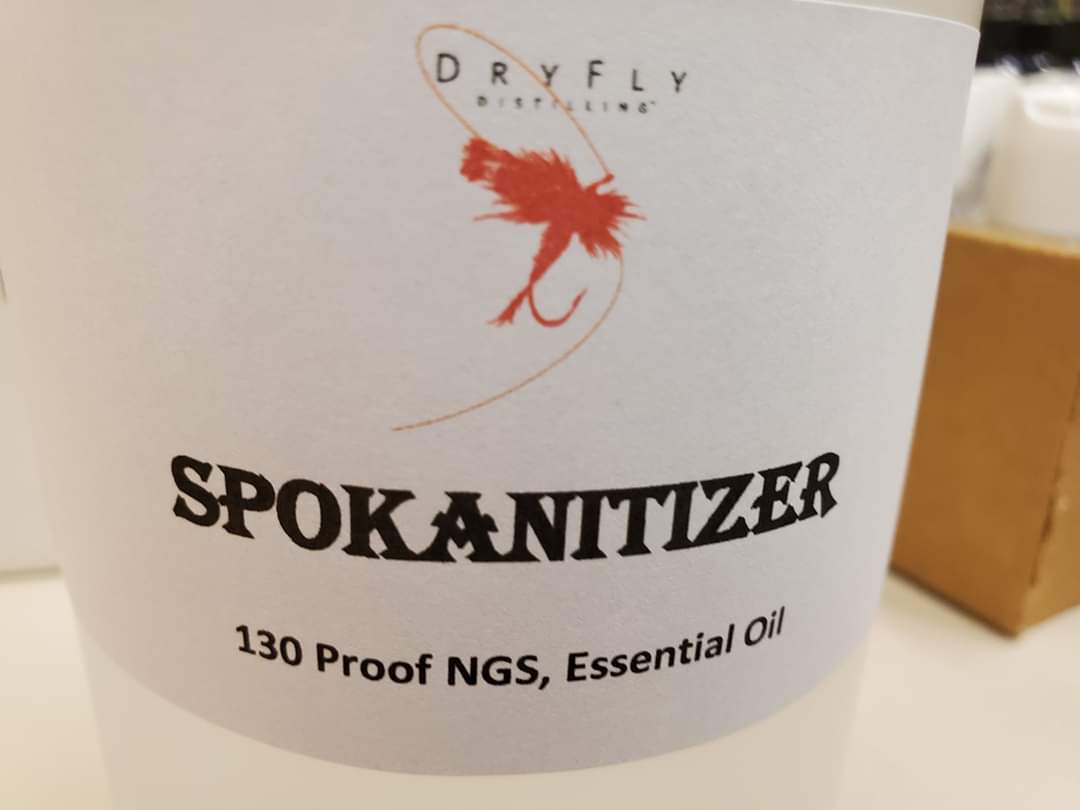 DRYFLY
DISTILLING
SPOKANITIZER
130 Proof NGS, Essential Oil